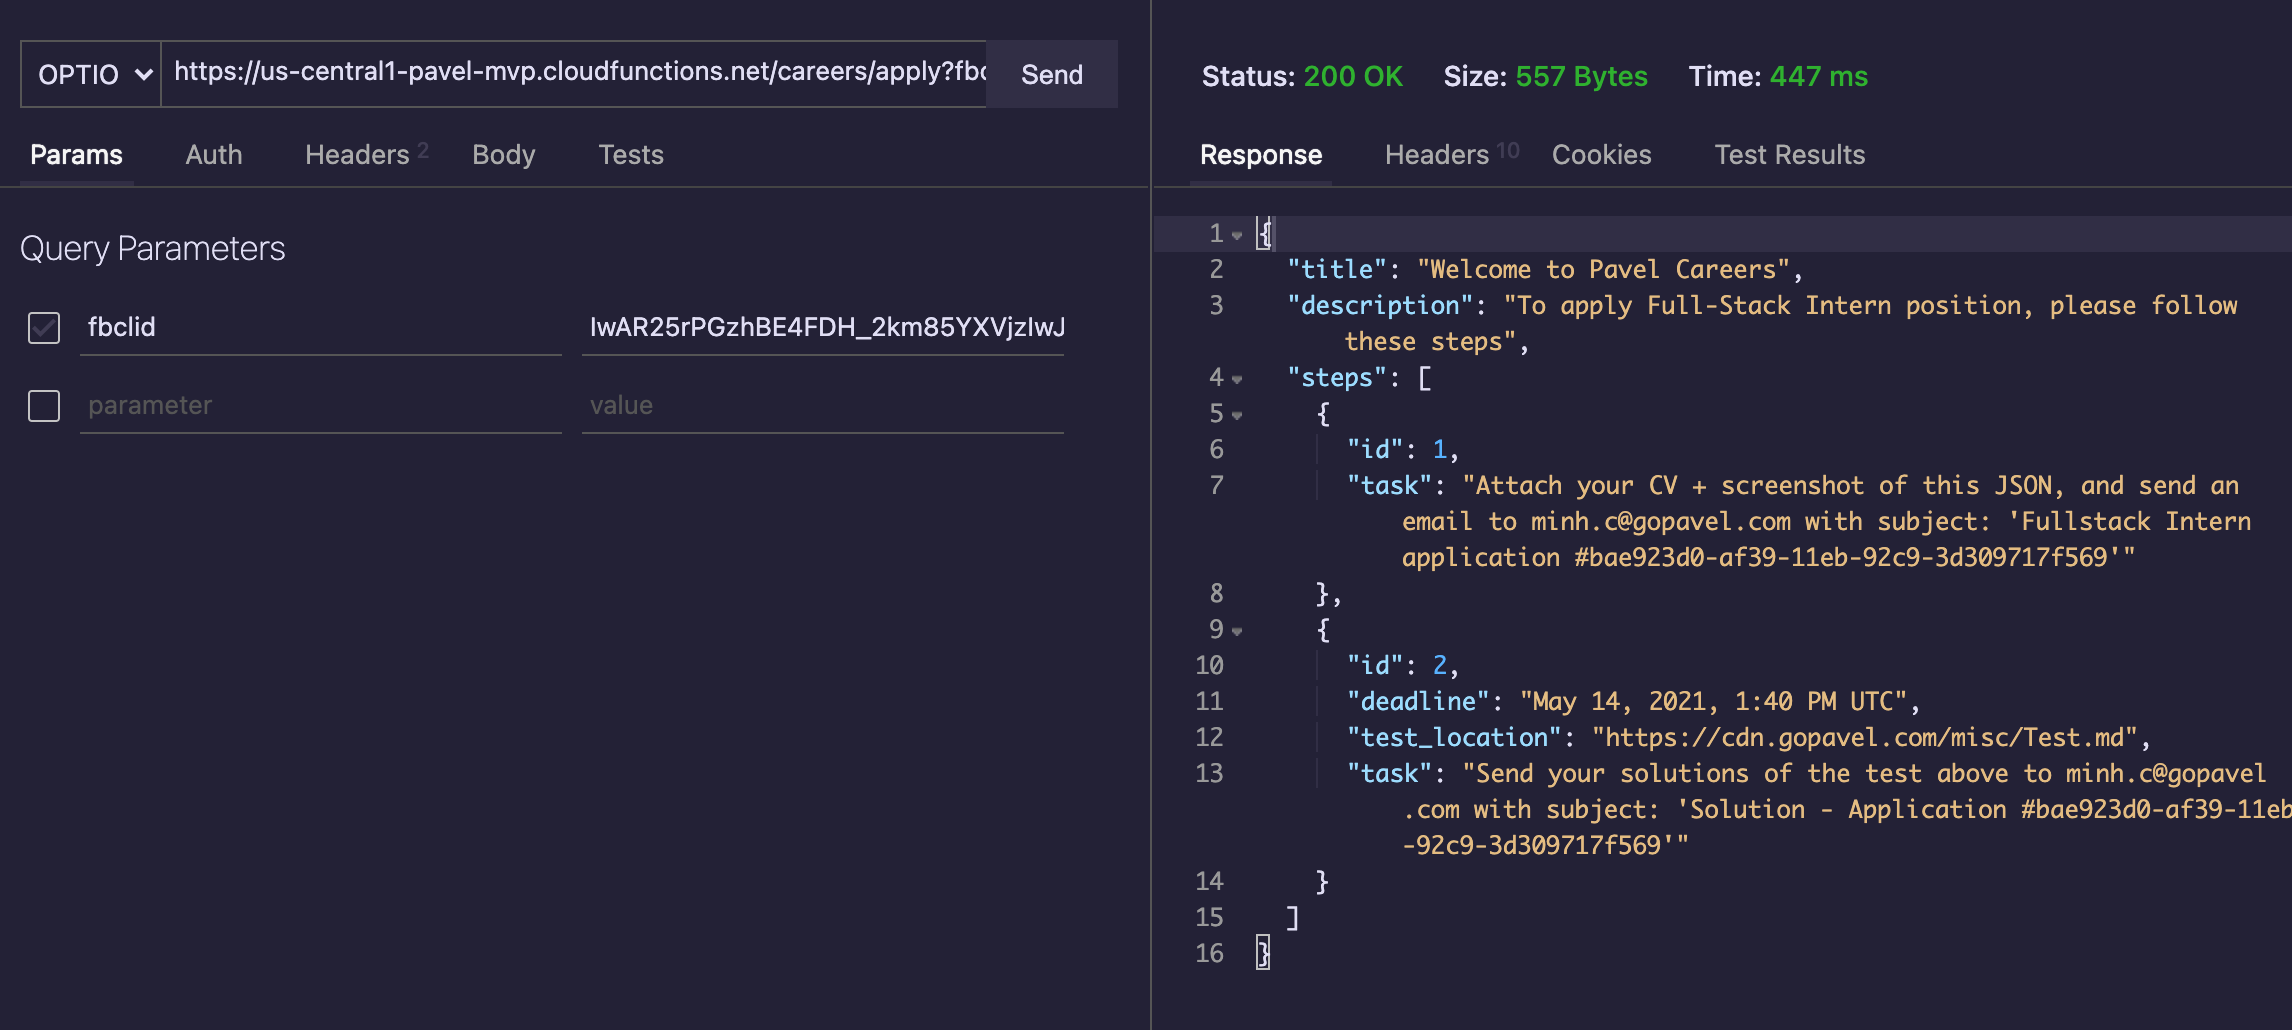 OPTIO
https://us-central1-pavel-mvp.cloudfunctions.net/careers/apply?fbc
Send
Params
Auth
Headers 2
Body
Tests
Query Parameters
fbclid
IwAR25rPGzhBE4FDH_2km85YXVjzIwJ
parameter
value
Status: 200 OK
Size: 557 Bytes
Time: 447 ms
Response
Headers 10
Cookies
Test Results
1 {
2 "title": "Welcome to Pavel Careers",
3 "description": "To apply Full-Stack Intern position, please follow
these steps",
4 "steps": [
5 {
6 "id": 1,
7 "task": "Attach your CV + screenshot of this JSON, and send an
email to minh.c@gopavel.com with subject: 'Fullstack Intern
application #bae923d0-af39-11eb-92c9-3d309717f569'"
8 },
9 {
10 "id": 2,
11 "deadline": "May 14, 2021, 1:40 PM UTC",
12 "test_location": "https://cdn.gopavel.com/misc/Test.md",
13 "task": "Send your solutions of the test above to minh.c@gopavel
.com with subject: 'Solution - Application #bae923d0-af39-11eb
-92c9-3d309717f569'"
14 }
15 ]
16 }